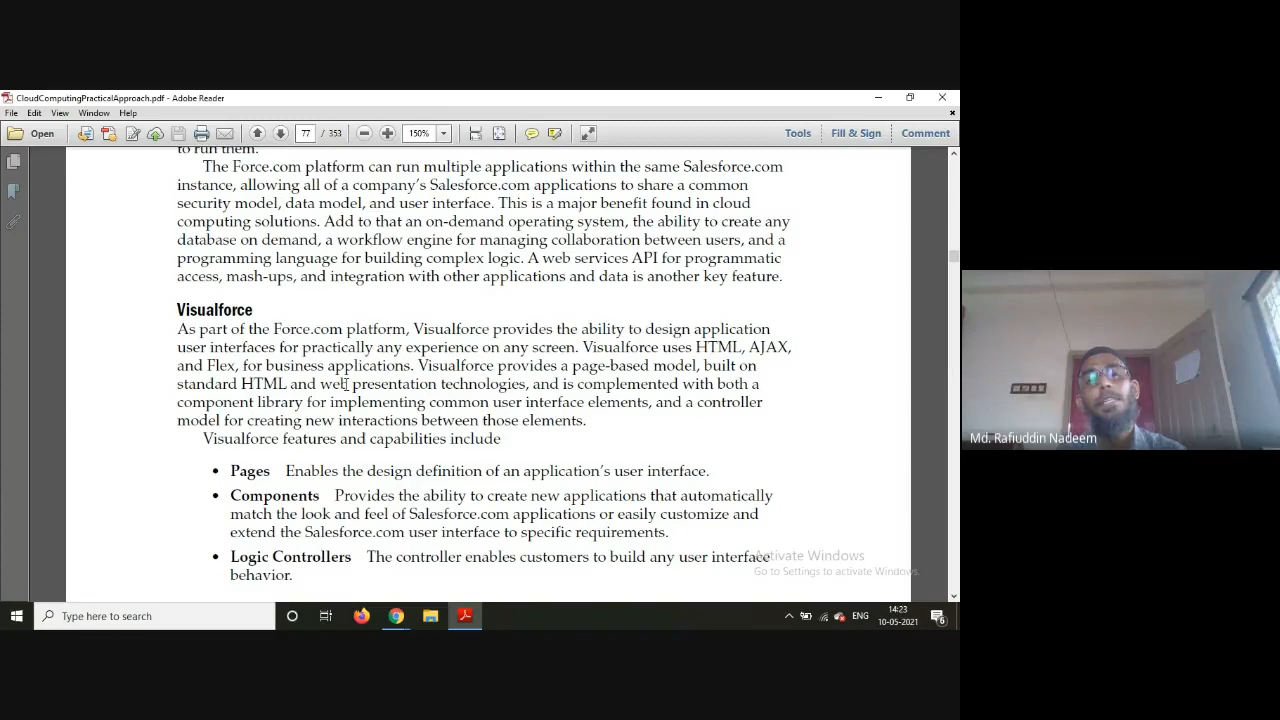 CloudComputingPracticalApproach.pdf - Adobe Reader
File Edit View Window Help
Open 77 / 353 150% Tools Fill & Sign Comment
to run them.
The Force.com platform can run multiple applications within the same Salesforce.com
instance, allowing all of a company's Salesforce.com applications to share a common
security model, data model, and user interface. This is a major benefit found in cloud
computing solutions. Add to that an on-demand operating system, the ability to create any
database on demand, a workflow engine for managing collaboration between users, and a
programming language for building complex logic. A web services API for programmatic
access, mash-ups, and integration with other applications and data is another key feature.
Visualforce
As part of the Force.com platform, Visualforce provides the ability to design application
user interfaces for practically any experience on any screen. Visualforce uses HTML, AJAX,
and Flex, for business applications. Visualforce provides a page-based model, built on
standard HTML and web presentation technologies, and is complemented with both a
component library for implementing common user interface elements, and a controller
model for creating new interactions between those elements.
Visualforce features and capabilities include
• Pages Enables the design definition of an application's user interface.
• Components Provides the ability to create new applications that automatically
match the look and feel of Salesforce.com applications or easily customize and
extend the Salesforce.com user interface to specific requirements.
• Logic Controllers The controller enables customers to build any user interface
behavior.
Activate Windows
Go to Settings to activate Windows.
Type here to search
ENG
14:23
10-05-2021
6
Md. Rafiuddin Nadeem